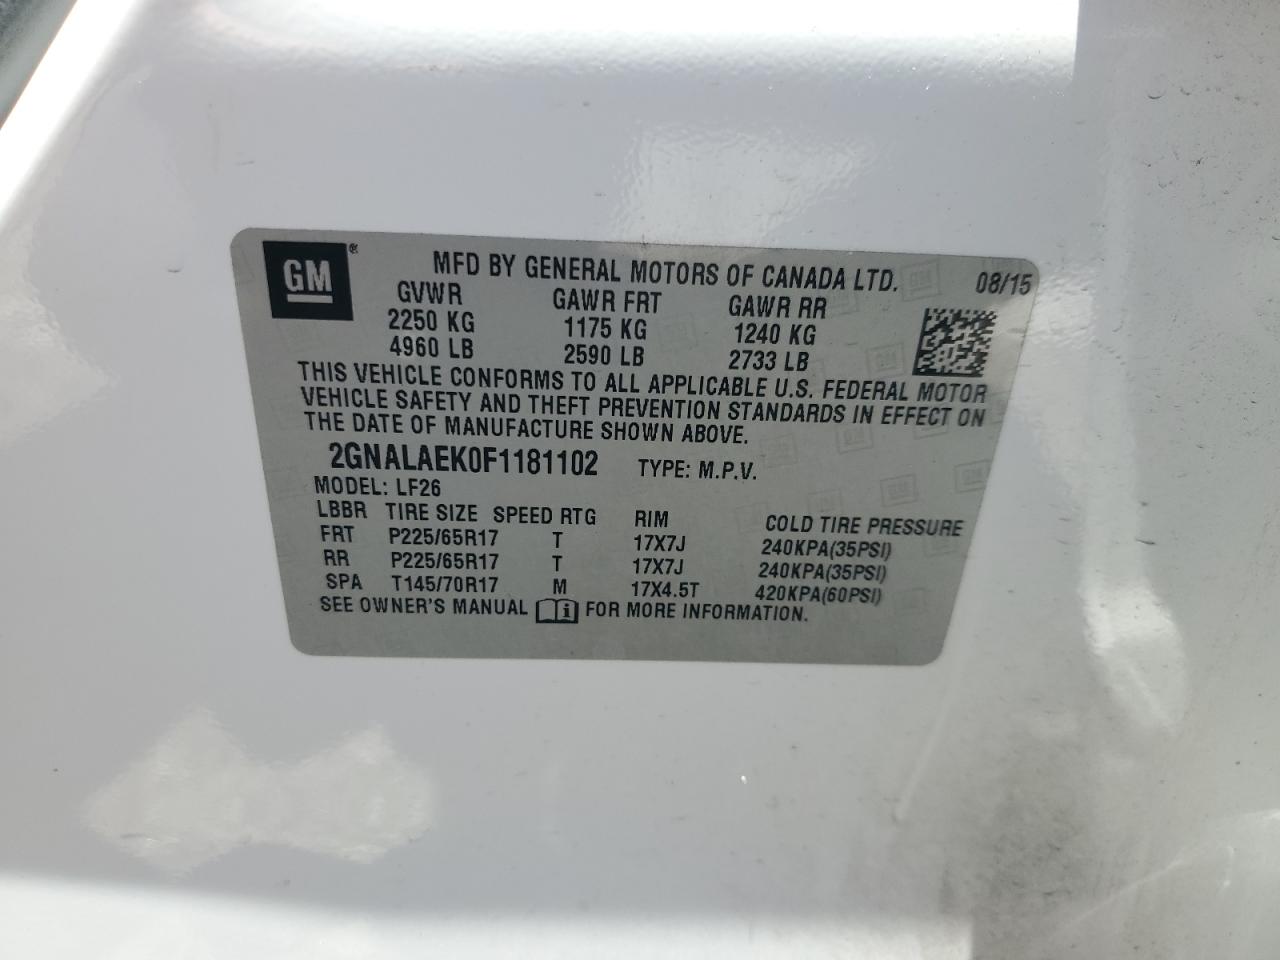 GM ®
MFD BY GENERAL MOTORS OF CANADA LTD. 08/15
GVWR GAWR FRT GAWR RR
2250 KG 1175 KG 1240 KG
4960 LB 2590 LB 2733 LB
THIS VEHICLE CONFORMS TO ALL APPLICABLE U.S. FEDERAL MOTOR
VEHICLE SAFETY AND THEFT PREVENTION STANDARDS IN EFFECT ON
THE DATE OF MANUFACTURE SHOWN ABOVE.
2GNALAEK0F1181102 TYPE: M.P.V.
MODEL: LF26
LBBR TIRE SIZE SPEED RTG RIM COLD TIRE PRESSURE
FRT P225/65R17 T 17X7J 240KPA(35PSI)
RR P225/65R17 T 17X7J 240KPA(35PSI)
SPA T145/70R17 M 17X4.5T 420KPA(60PSI)
SEE OWNER'S MANUAL i FOR MORE INFORMATION.